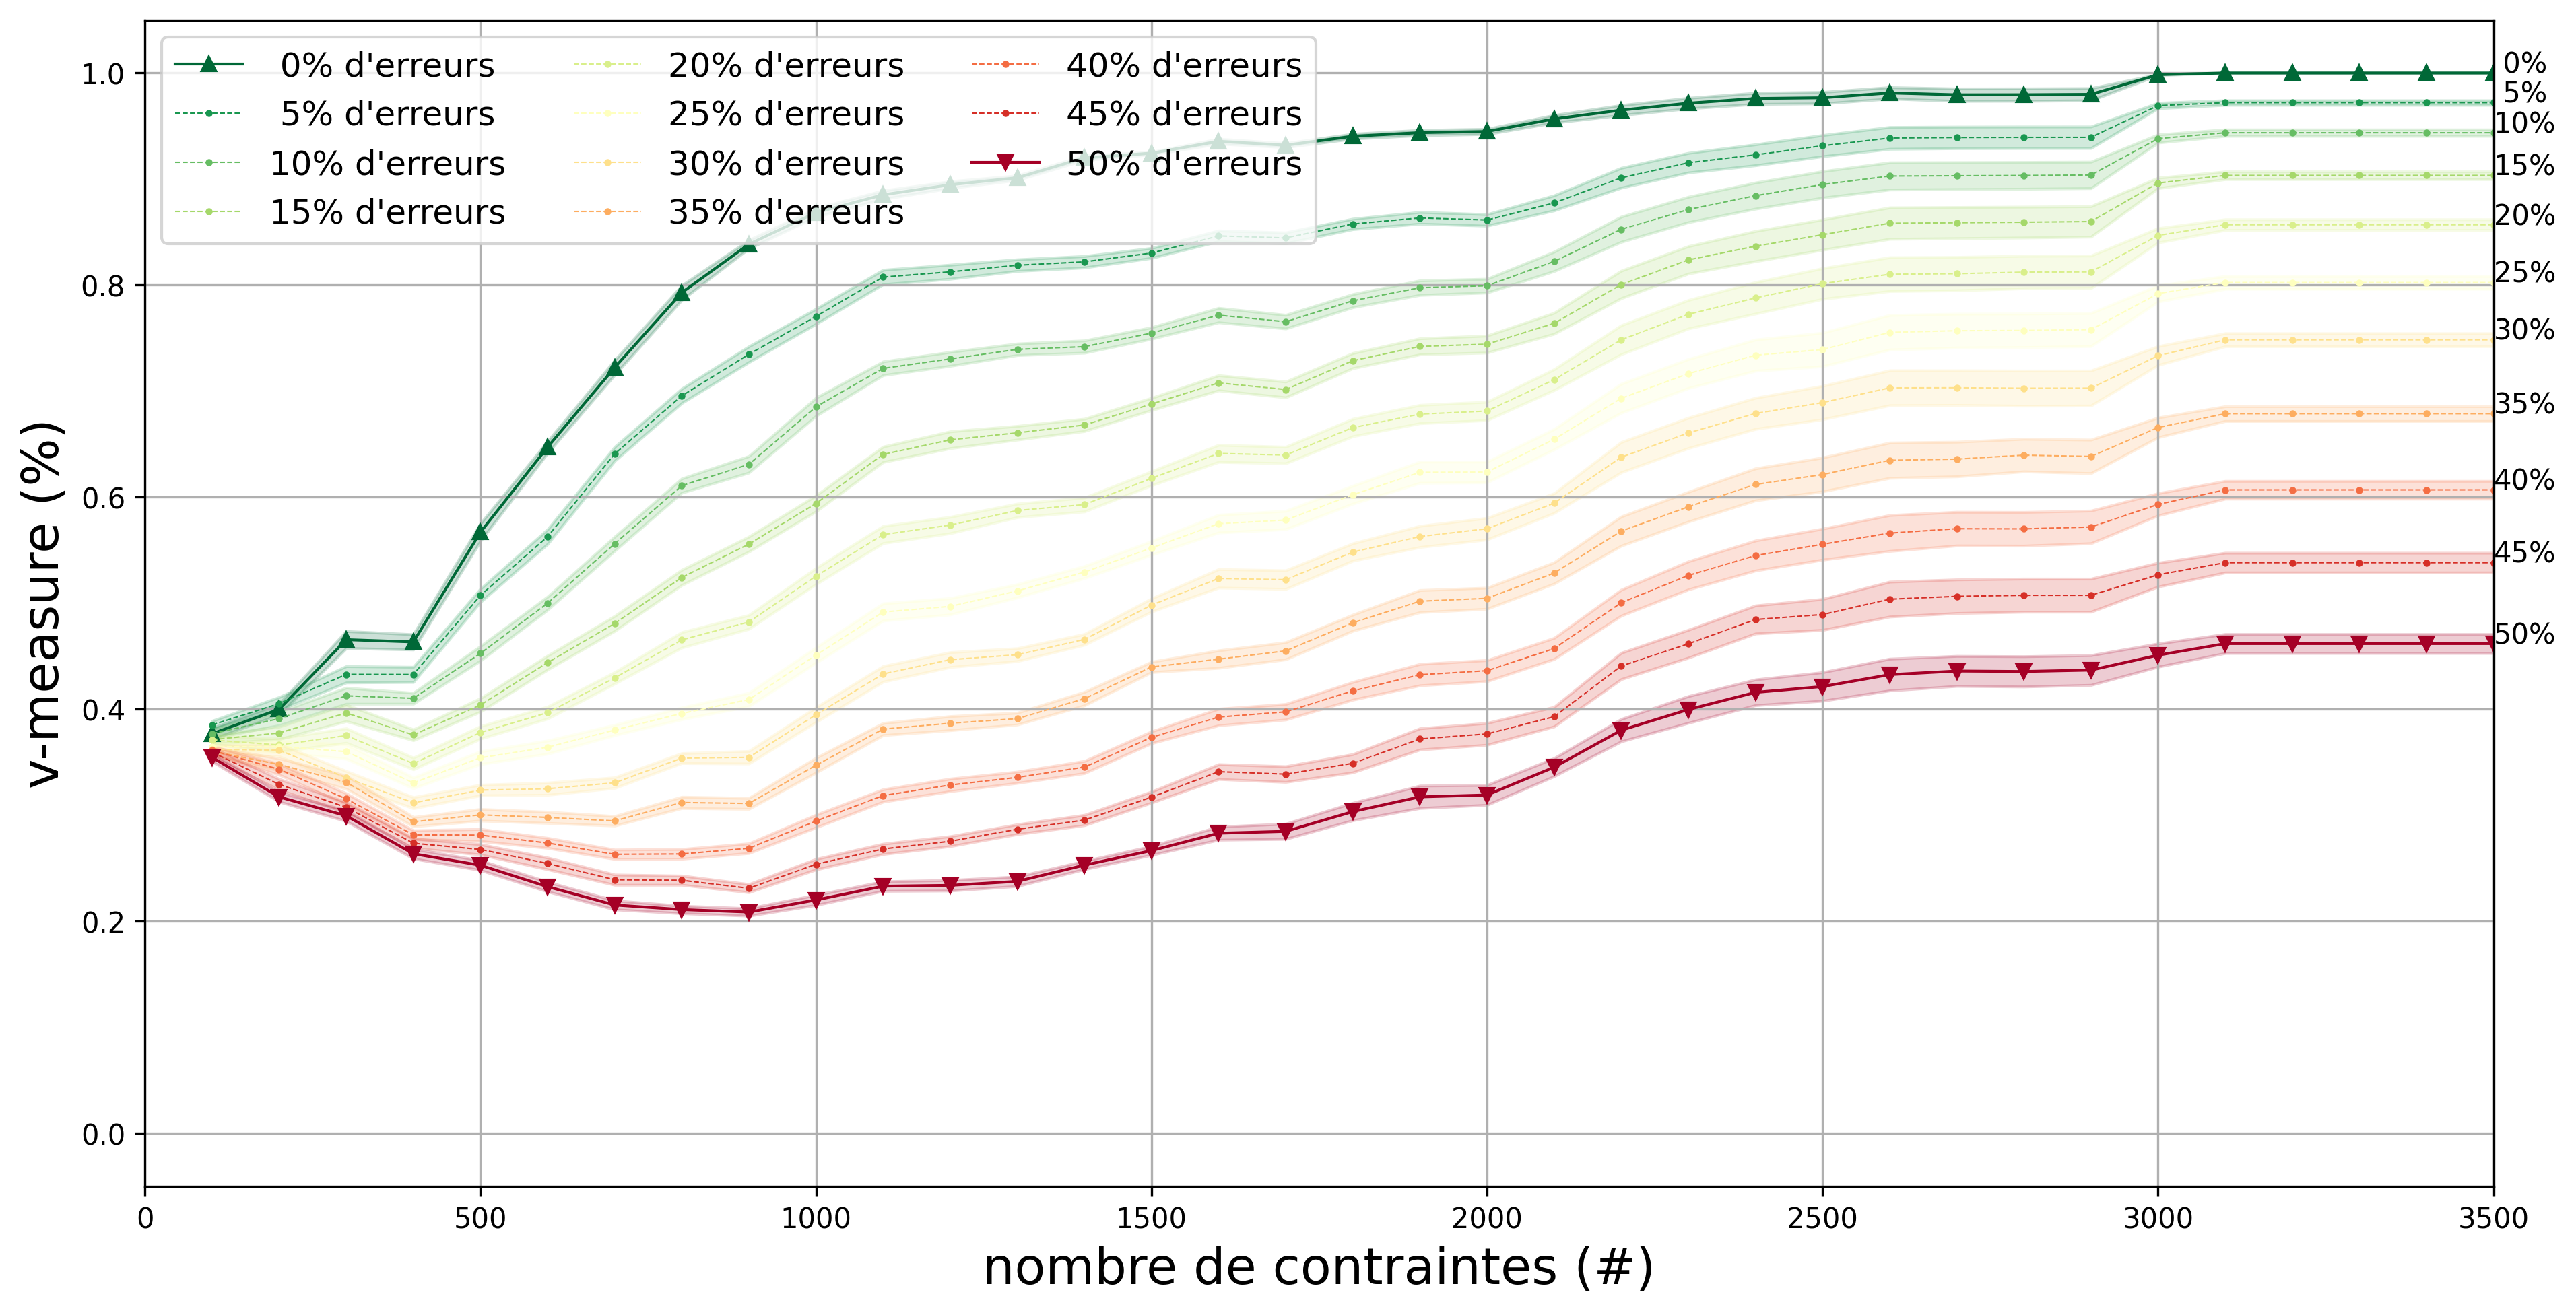 v-measure (%)
1.0
0.8
0.6
0.4
0.2
0.0
0% d'erreurs
5% d'erreurs
10% d'erreurs
15% d'erreurs
20% d'erreurs
25% d'erreurs
30% d'erreurs
35% d'erreurs
40% d'erreurs
45% d'erreurs
50% d'erreurs
0%
5%
10%
15%
20%
25%
30%
35%
40%
45%
50%
0 500 1000 1500 2000 2500 3000 3500
nombre de contraintes (#)